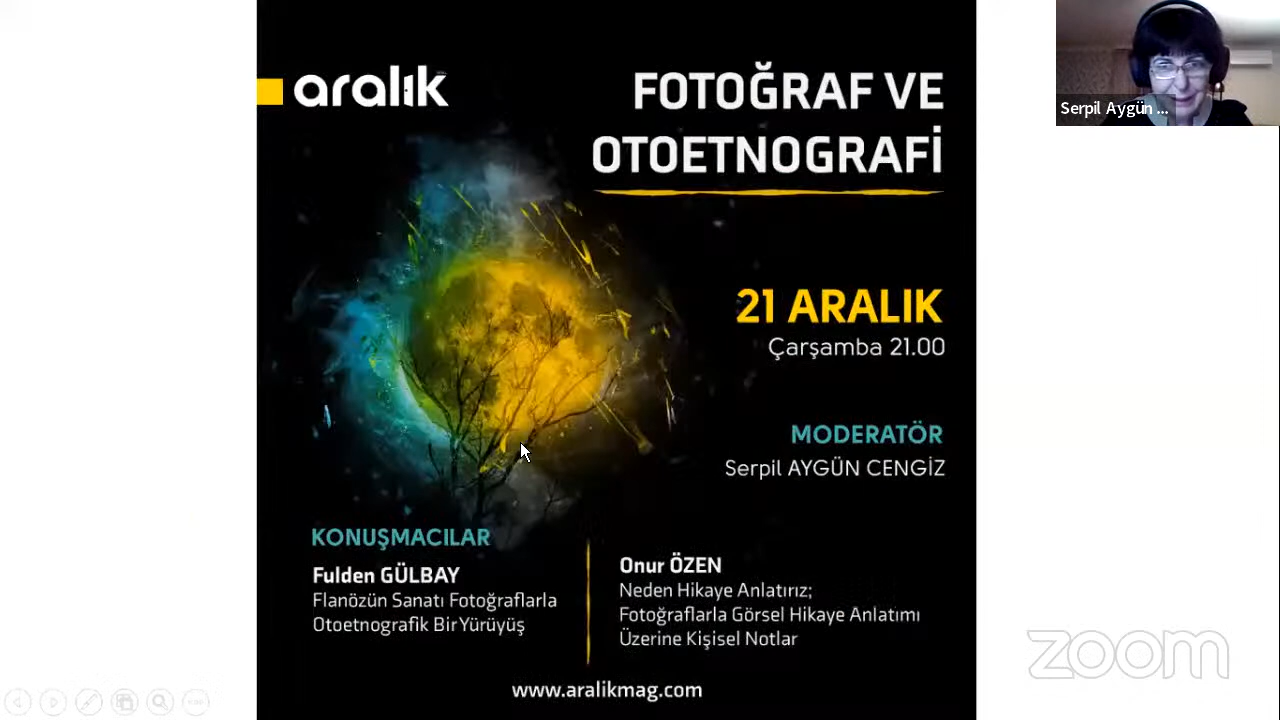 aralık
FOTOĞRAF VE
OTOETNOGRAFİ
21 ARALIK
Çarşamba 21.00
MODERATÖR
Serpil AYGÜN CENGİZ
KONUŞMACILAR
Fulden GÜLBAY
Flanözün Sanatı Fotoğraflarla
Otoetnografik Bir Yürüyüş
Onur ÖZEN
Neden Hikaye Anlatırız;
Fotoğraflarla Görsel Hikaye Anlatımı
Üzerine Kişisel Notlar
www.aralikmag.com
Serpil Aygün ...
zoom